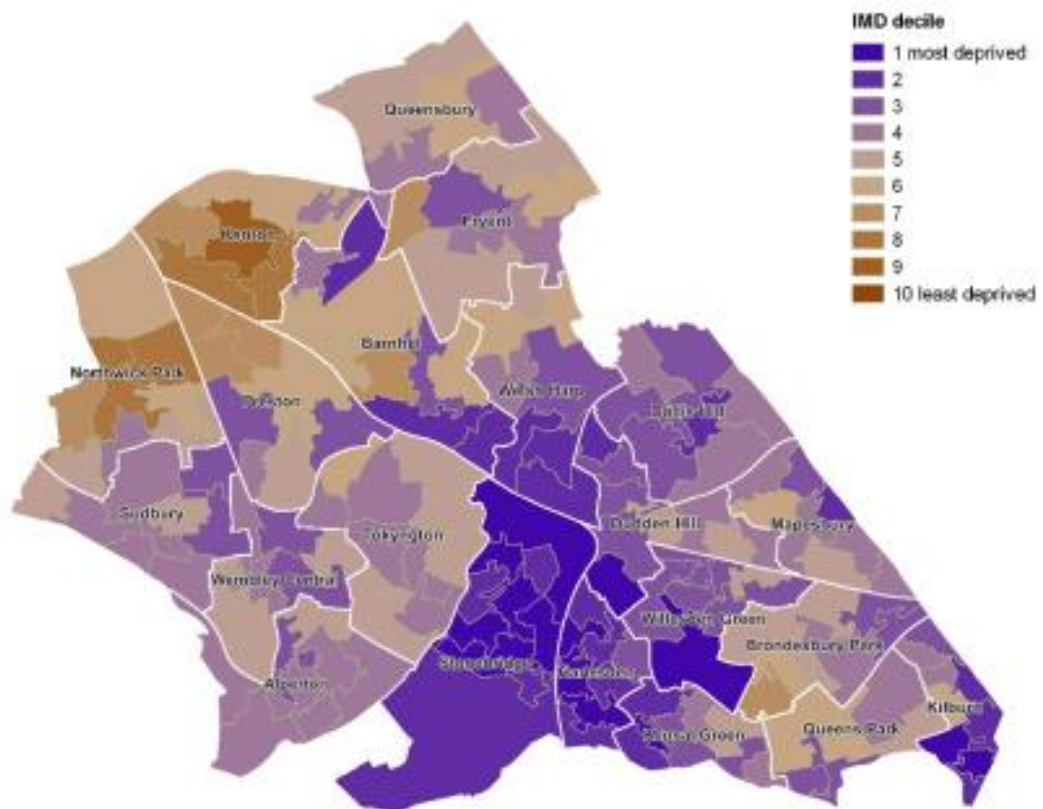 IMD decile
1 most deprived
2
3
4
5
6
7
8
9
10 least deprived
Queensbury
Kenton
Fryent
Barnhill
Northwick Park
Preston
Welsh Harp
Dollis Hill
Sudbury
Tokyngton
Dudden Hill
Mapesbury
Wembley Central
Willesden Green
Brondesbury Park
Stonebridge
Harlesden
Alperton
Kensal Green
Queens Park
Kilburn